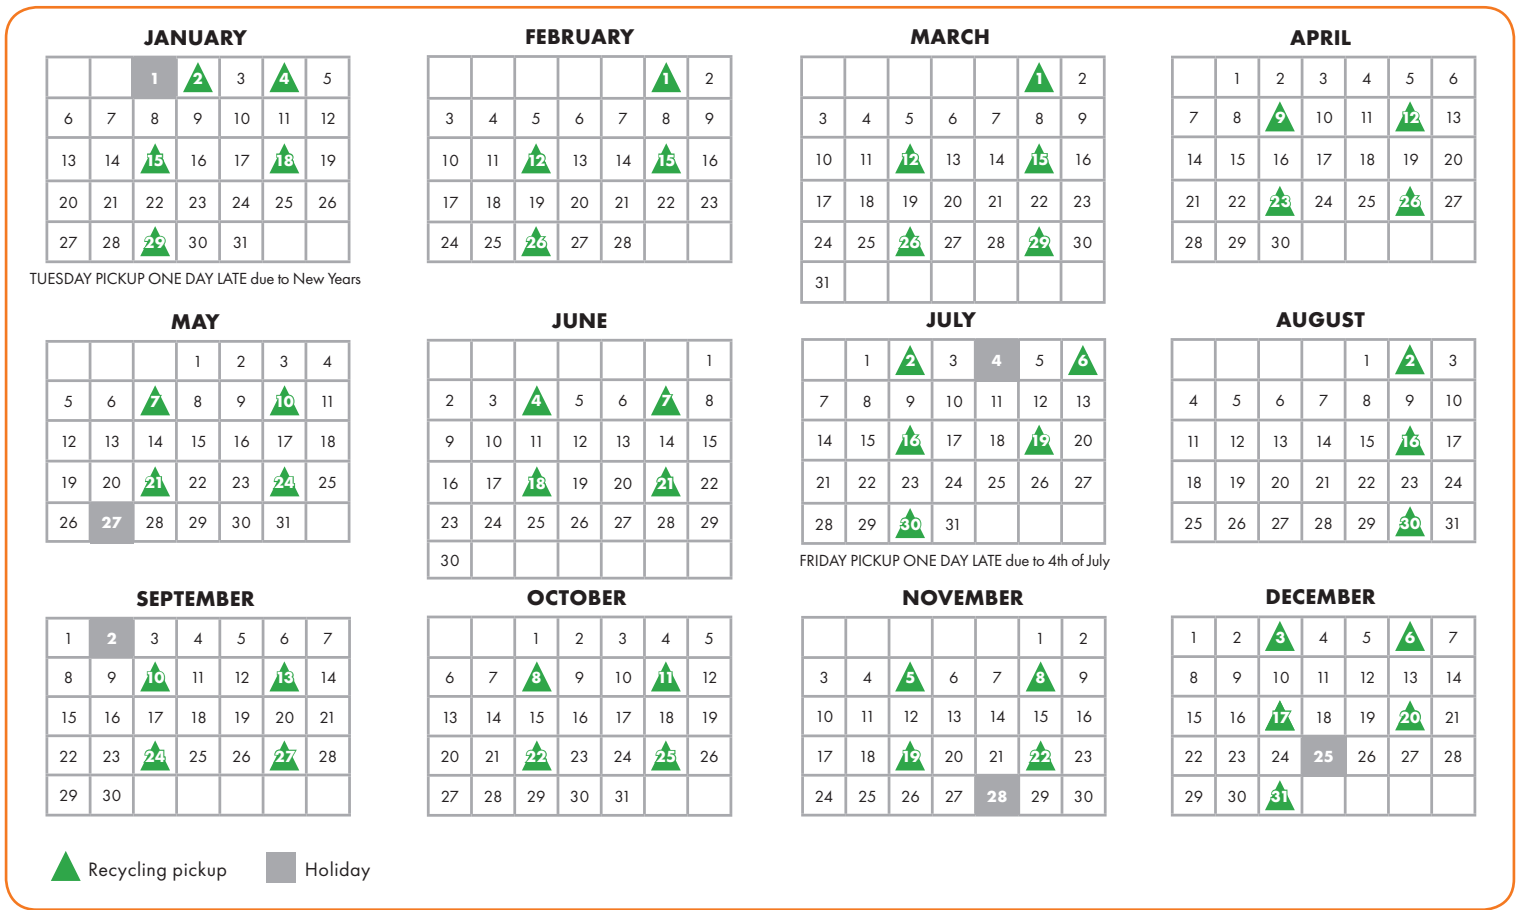 JANUARY
1 2 3 4 5
6 7 8 9 10 11 12
13 14 15 16 17 18 19
20 21 22 23 24 25 26
27 28 29 30 31
TUESDAY PICKUP ONE DAY LATE due to New Years
FEBRUARY
1 2
3 4 5 6 7 8 9
10 11 12 13 14 15 16
17 18 19 20 21 22 23
24 25 26 27 28
MARCH
1 2
3 4 5 6 7 8 9
10 11 12 13 14 15 16
17 18 19 20 21 22 23
24 25 26 27 28 29 30
31
APRIL
1 2 3 4 5 6
7 8 9 10 11 12 13
14 15 16 17 18 19 20
21 22 23 24 25 26 27
28 29 30
MAY
1 2 3 4
5 6 7 8 9 10 11
12 13 14 15 16 17 18
19 20 21 22 23 24 25
26 27 28 29 30 31
JUNE
1
2 3 4 5 6 7 8
9 10 11 12 13 14 15
16 17 18 19 20 21 22
23 24 25 26 27 28 29
30
JULY
1 2 3 4 5 6
7 8 9 10 11 12 13
14 15 16 17 18 19 20
21 22 23 24 25 26 27
28 29 30 31
FRIDAY PICKUP ONE DAY LATE due to 4th of July
AUGUST
1 2 3
4 5 6 7 8 9 10
11 12 13 14 15 16 17
18 19 20 21 22 23 24
25 26 27 28 29 30 31
SEPTEMBER
1 2 3 4 5 6 7
8 9 10 11 12 13 14
15 16 17 18 19 20 21
22 23 24 25 26 27 28
29 30
OCTOBER
1 2 3 4 5
6 7 8 9 10 11 12
13 14 15 16 17 18 19
20 21 22 23 24 25 26
27 28 29 30 31
NOVEMBER
1 2
3 4 5 6 7 8 9
10 11 12 13 14 15 16
17 18 19 20 21 22 23
24 25 26 27 28 29 30
DECEMBER
1 2 3 4 5 6 7
8 9 10 11 12 13 14
15 16 17 18 19 20 21
22 23 24 25 26 27 28
29 30 31
Recycling pickup
Holiday